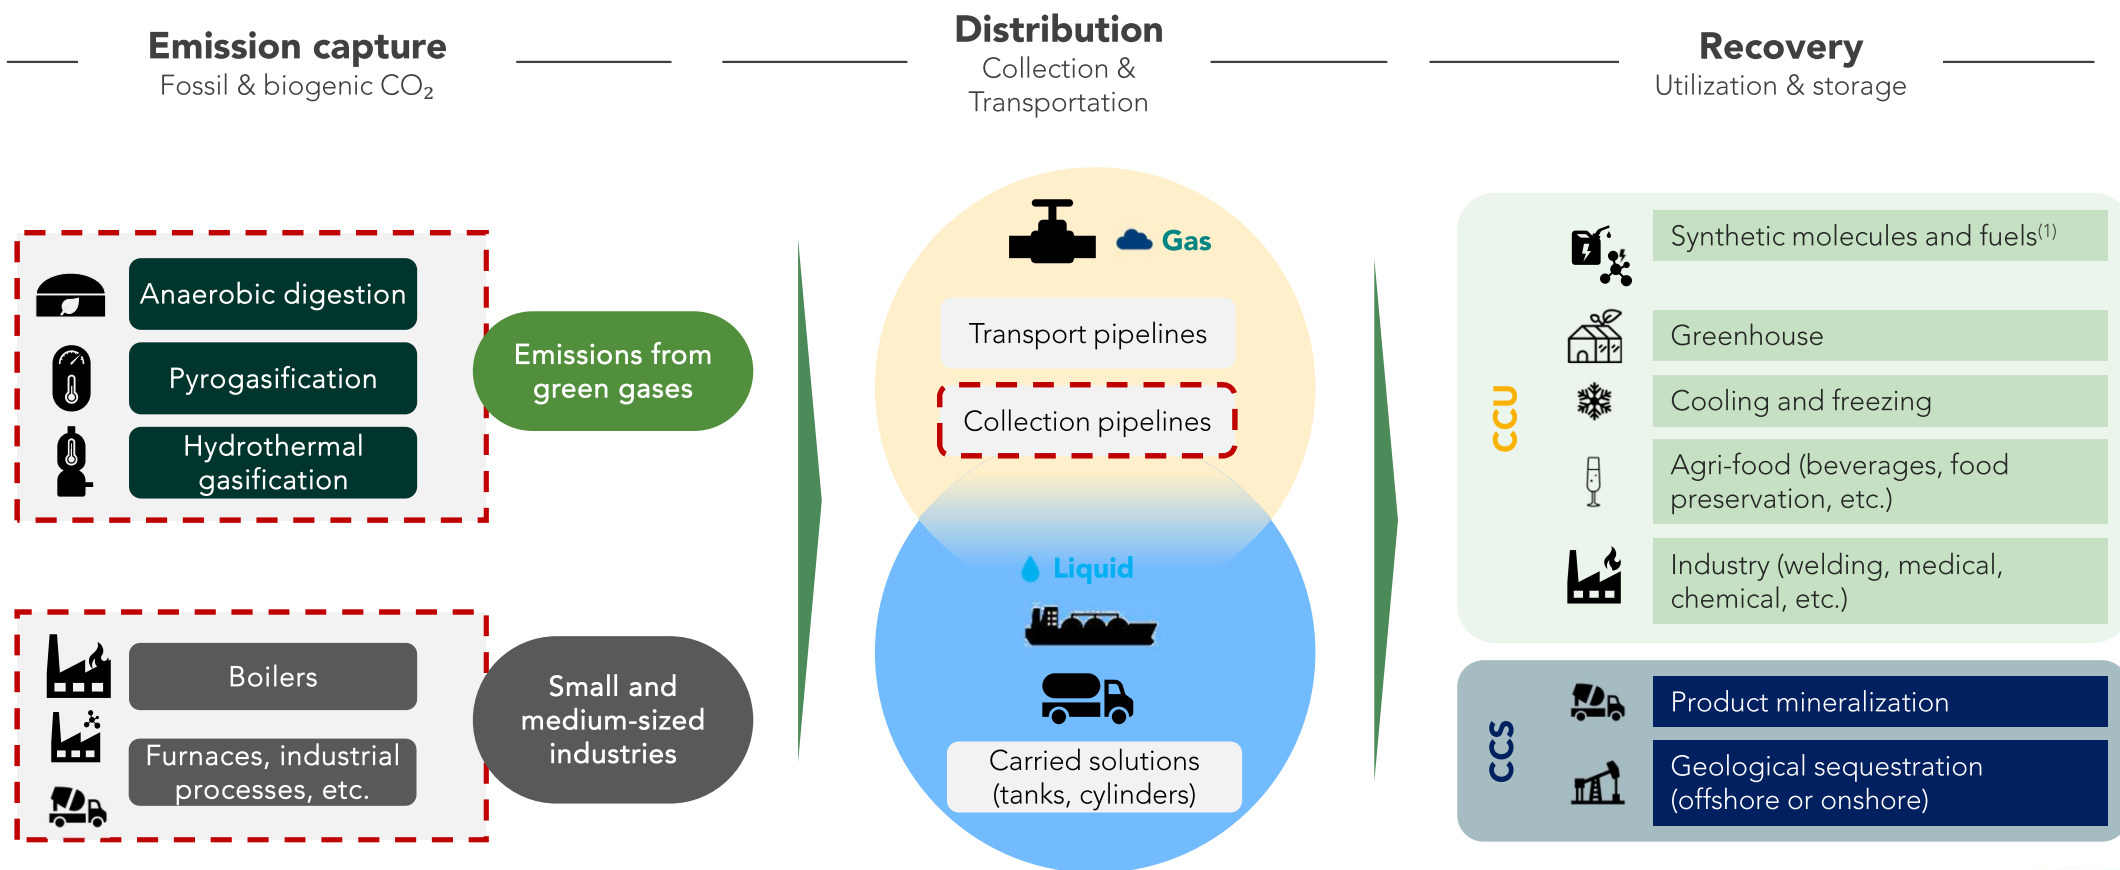 Emission capture
Fossil & biogenic CO₂
Distribution
Collection &
Transportation
Recovery
Utilization & storage
Anaerobic digestion
Pyrogasification
Hydrothermal
gasification
Emissions from
green gases
Boilers
Furnaces, industrial
processes, etc.
Small and
medium-sized
industries
Gas
Transport pipelines
Collection pipelines
Liquid
Carried solutions
(tanks, cylinders)
CCU
Synthetic molecules and fuels⁽¹⁾
Greenhouse
Cooling and freezing
Agri-food (beverages, food
preservation, etc.)
Industry (welding, medical,
chemical, etc.)
CCS
Product mineralization
Geological sequestration
(offshore or onshore)